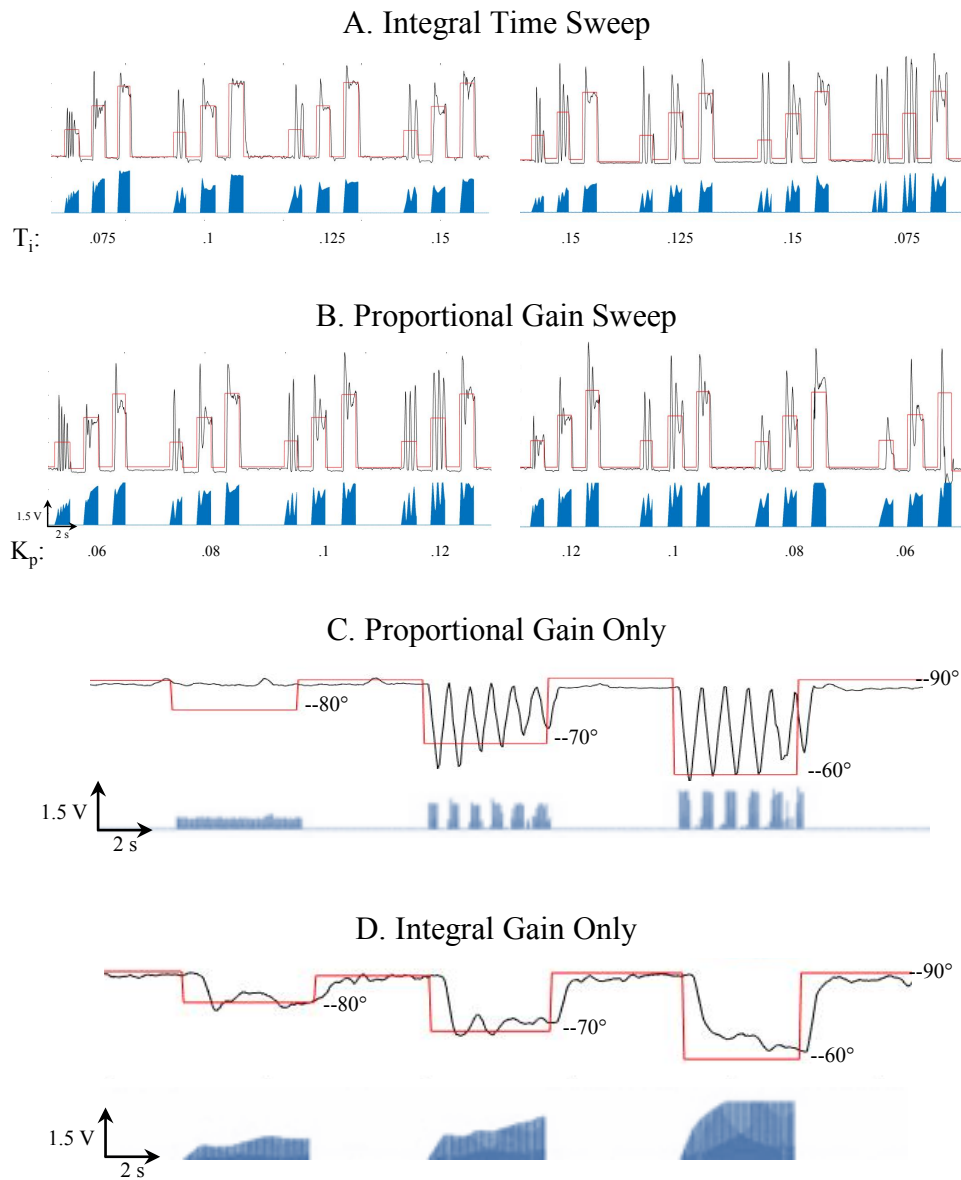 A. Integral Time Sweep
Ti: .075 .1 .125 .15 .15 .125 .15 .075
B. Proportional Gain Sweep
1.5 V
2 s
Kp: .06 .08 .1 .12 .12 .1 .08 .06
C. Proportional Gain Only
--90°
--80°
--70°
--60°
1.5 V
2 s
D. Integral Gain Only
--90°
--80°
--70°
--60°
1.5 V
2 s